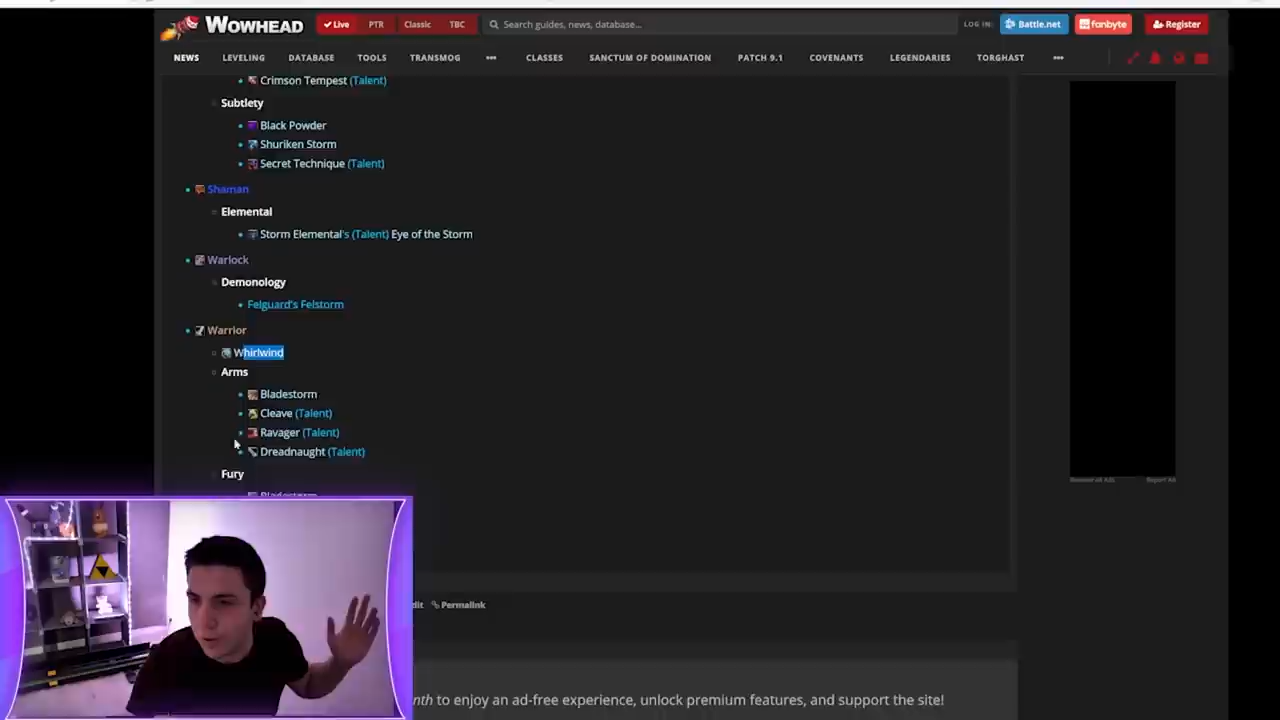 WOWHEAD
Live PTR Classic TBC
Search guides, news, database...
LOG IN: Battle.net fanbyte Register
NEWS LEVELING DATABASE TOOLS TRANSMOG ••• CLASSES SANCTUM OF DOMINATION PATCH 9.1 COVENANTS LEGENDARIES TORGHAST •••
Crimson Tempest (Talent)
Subtlety
Black Powder
Shuriken Storm
Secret Technique (Talent)
Shaman
Elemental
Storm Elemental's (Talent) Eye of the Storm
Warlock
Demonology
Felguard's Felstorm
Warrior
Whirlwind
Arms
Bladestorm
Cleave (Talent)
Ravager (Talent)
Dreadnaught (Talent)
Fury
Bladestorm
Permalink
to enjoy an ad-free experience, unlock premium features, and support the site!